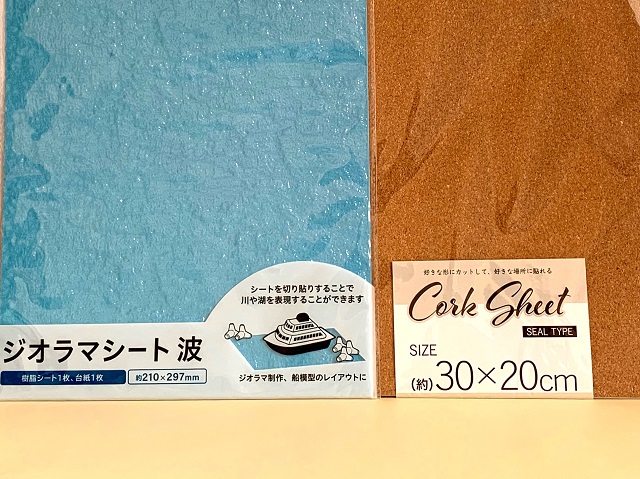 シートを切り貼りすることで
川や湖を表現することができます
ジオラマシート 波
樹脂シート1枚、台紙1枚
約210×297mm
ジオラマ制作、船模型のレイアウトに
好きな形にカットして、好きな場所に貼れる
Cork Sheet
SEAL TYPE
SIZE
(約)30×20cm